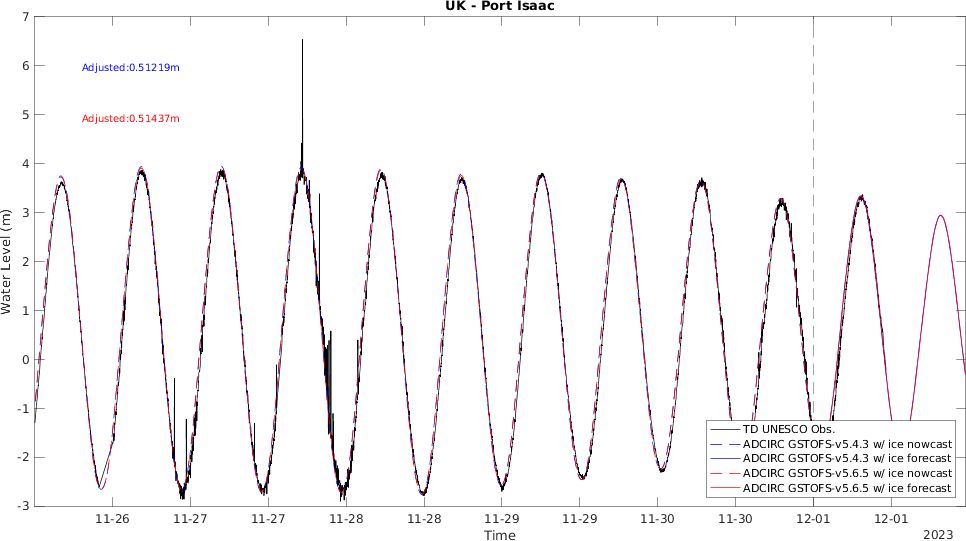 UK - Port Isaac
7
6
5
4
3
2
1
0
-1
-2
-3
Water Level (m)
Adjusted:0.51219m
Adjusted:0.51437m
TD UNESCO Obs.
ADCIRC GSTOFS-v5.4.3 w/ ice nowcast
ADCIRC GSTOFS-v5.4.3 w/ ice forecast
ADCIRC GSTOFS-v5.6.5 w/ ice nowcast
ADCIRC GSTOFS-v5.6.5 w/ ice forecast
11-26 11-27 11-27 11-28 11-28 11-29 11-29 11-30 11-30 12-01 12-01
Time
2023